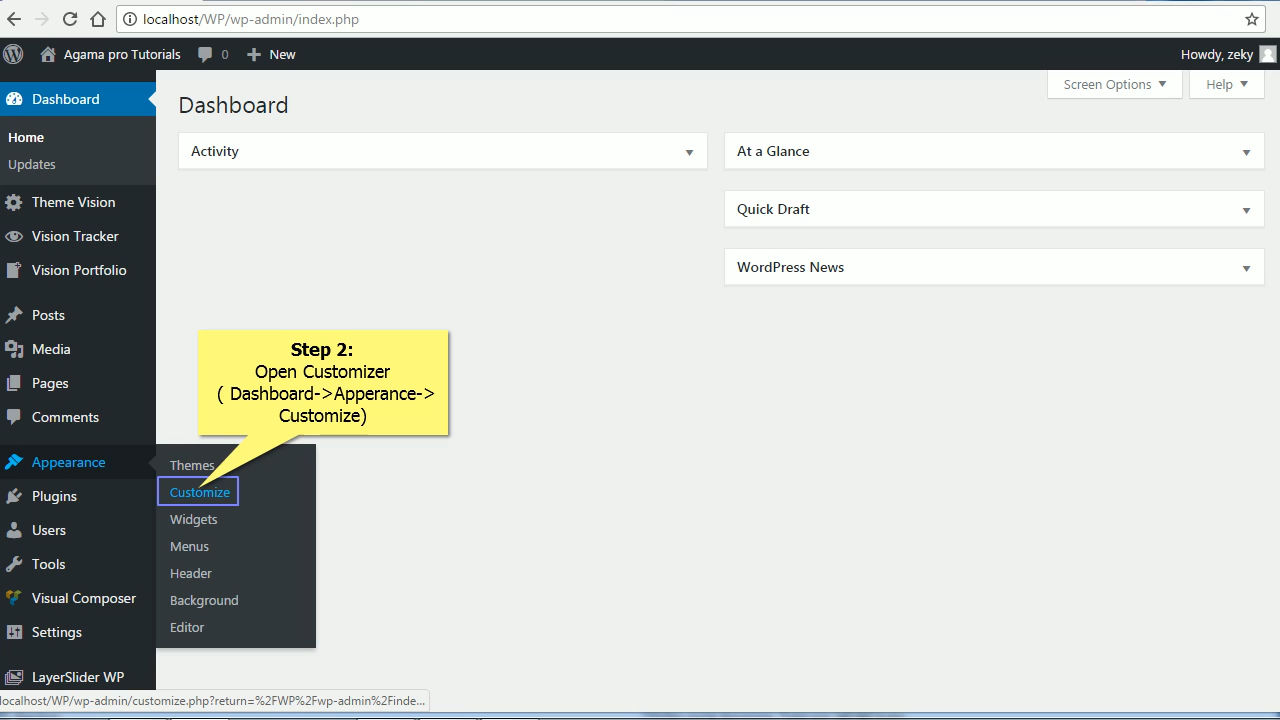 localhost/WP/wp-admin/index.php
Agama pro Tutorials 0 New Howdy, zeky
Screen Options Help
Dashboard
Home
Updates
Theme Vision
Vision Tracker
Vision Portfolio
Posts
Media
Pages
Comments
Appearance
Plugins
Users
Tools
Visual Composer
Settings
LayerSlider WP
Dashboard
Activity
At a Glance
Quick Draft
WordPress News
Step 2:
Open Customizer
( Dashboard->Apperance->
Customize)
Themes
Customize
Widgets
Menus
Header
Background
Editor
localhost/WP/wp-admin/customize.php?return=%2FWP%2Fwp-admin%2Finde...